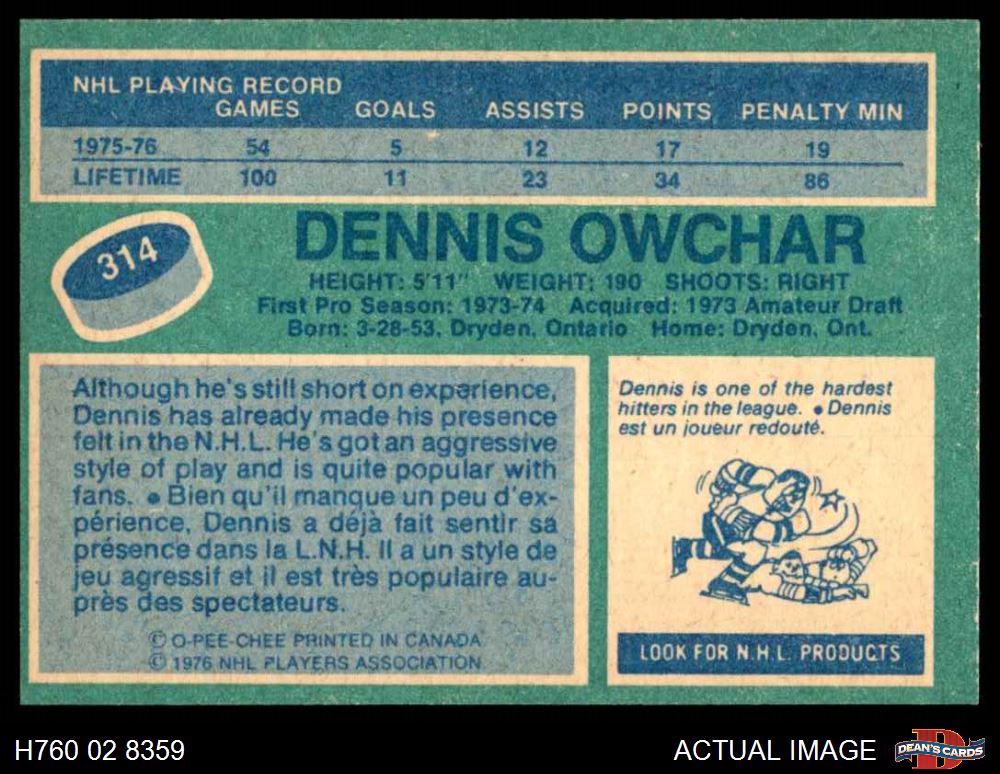 NHL PLAYING RECORD
GAMES GOALS ASSISTS POINTS PENALTY MIN
1975-76 54 5 12 17 19
LIFETIME 100 11 23 34 86
314
DENNIS OWCHAR
HEIGHT: 5'11" WEIGHT: 190 SHOOTS: RIGHT
First Pro Season: 1973-74 Acquired: 1973 Amateur Draft
Born: 3-28-53, Dryden, Ontario Home: Dryden, Ont.
Although he's still short on experience,
Dennis has already made his presence
felt in the N.H.L. He's got an aggressive
style of play and is quite popular with
fans. ● Bien qu'il manque un peu d'ex-
périence, Dennis a déjà fait sentir sa
présence dans la L.N.H. Il a un style de
jeu agressif et il est très populaire au-
près des spectateurs.
© O-PEE-CHEE PRINTED IN CANADA
© 1976 NHL PLAYERS ASSOCIATION
Dennis is one of the hardest
hitters in the league. ● Dennis
est un joueur redouté.
LOOK FOR N.H.L. PRODUCTS
H760 02 8359
ACTUAL IMAGE
D
DEAN'S CARDS